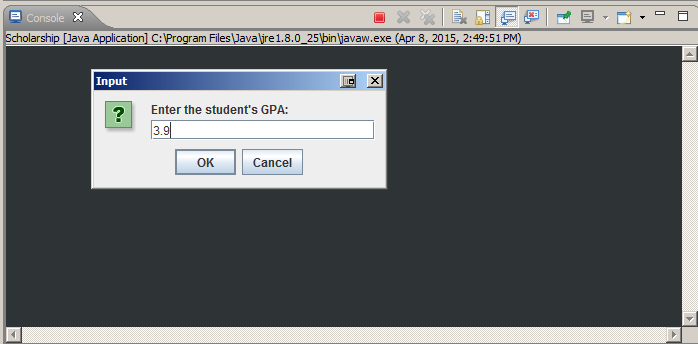 Console
Scholarship [Java Application] C:\Program Files\Java\jre1.8.0_25\bin\javaw.exe (Apr 8, 2015, 2:49:51 PM)
Input
?
Enter the student's GPA:
3.9
OK Cancel